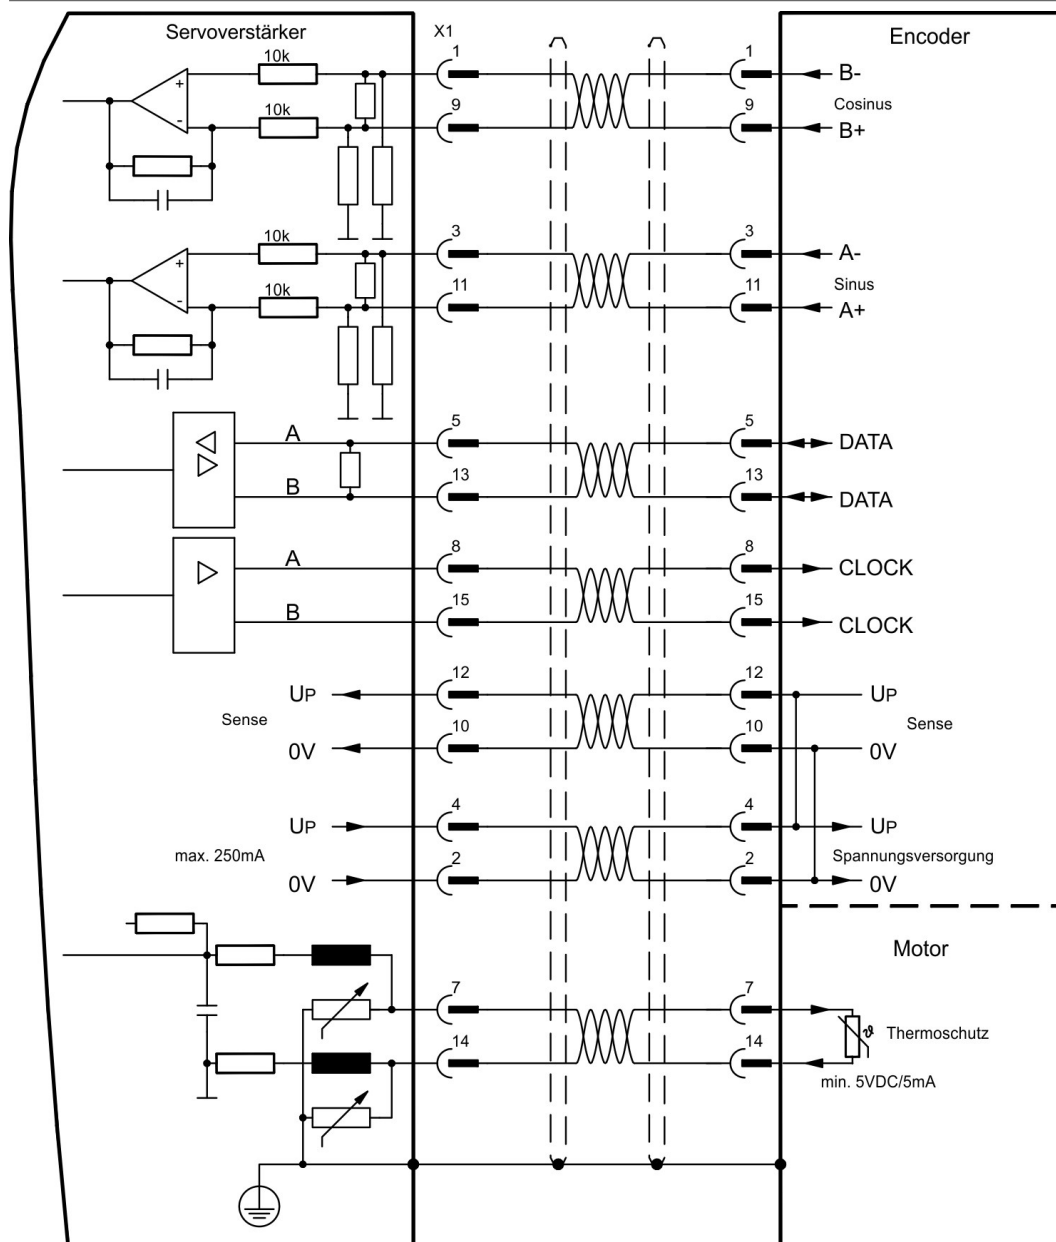 Servoverstärker
X1
Encoder
10k
1
1
B-
Cosinus
10k
9
9
B+
+
-
10k
3
3
A-
Sinus
10k
11
11
A+
+
-
A
5
5
DATA
B
13
13
DATA
A
8
8
CLOCK
B
15
15
CLOCK
UP
12
12
UP
Sense
Sense
0V
10
10
0V
UP
4
4
UP
max. 250mA
Spannungsversorgung
0V
2
2
0V
Motor
7
7
ϑ
Thermoschutz
14
14
min. 5VDC/5mA